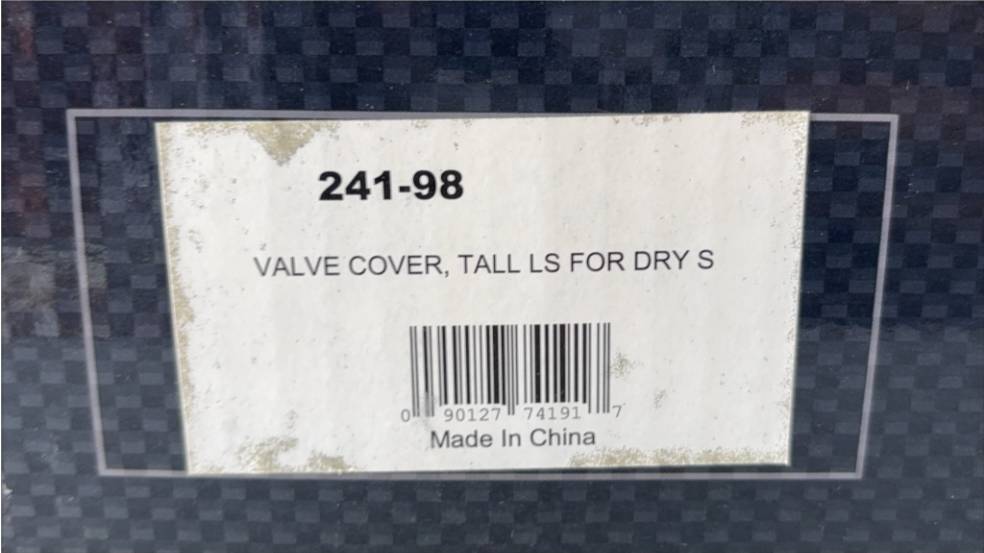 241-98
VALVE COVER, TALL LS FOR DRY S
0 90127 74191 7
Made In China